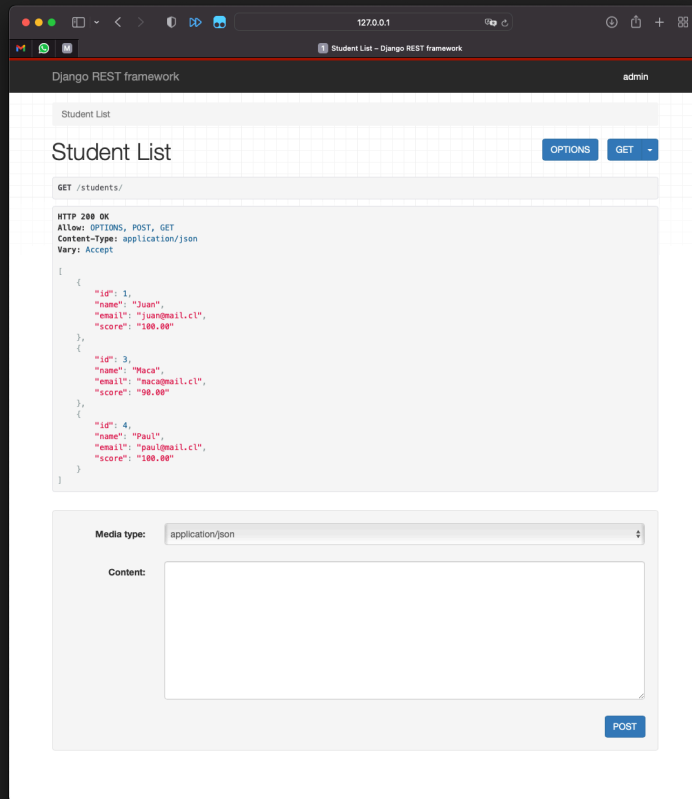 127.0.0.1
M
1 Student List – Django REST framework
Django REST framework
admin
Student List
Student List
OPTIONS
GET
GET /students/
HTTP 200 OK
Allow: OPTIONS, POST, GET
Content-Type: application/json
Vary: Accept
[
    {
        "id": 1,
        "name": "Juan",
        "email": "juan@mail.cl",
        "score": "100.00"
    },
    {
        "id": 3,
        "name": "Maca",
        "email": "maca@mail.cl",
        "score": "90.00"
    },
    {
        "id": 4,
        "name": "Paul",
        "email": "paul@mail.cl",
        "score": "100.00"
    }
]
Media type:
application/json
Content:
POST